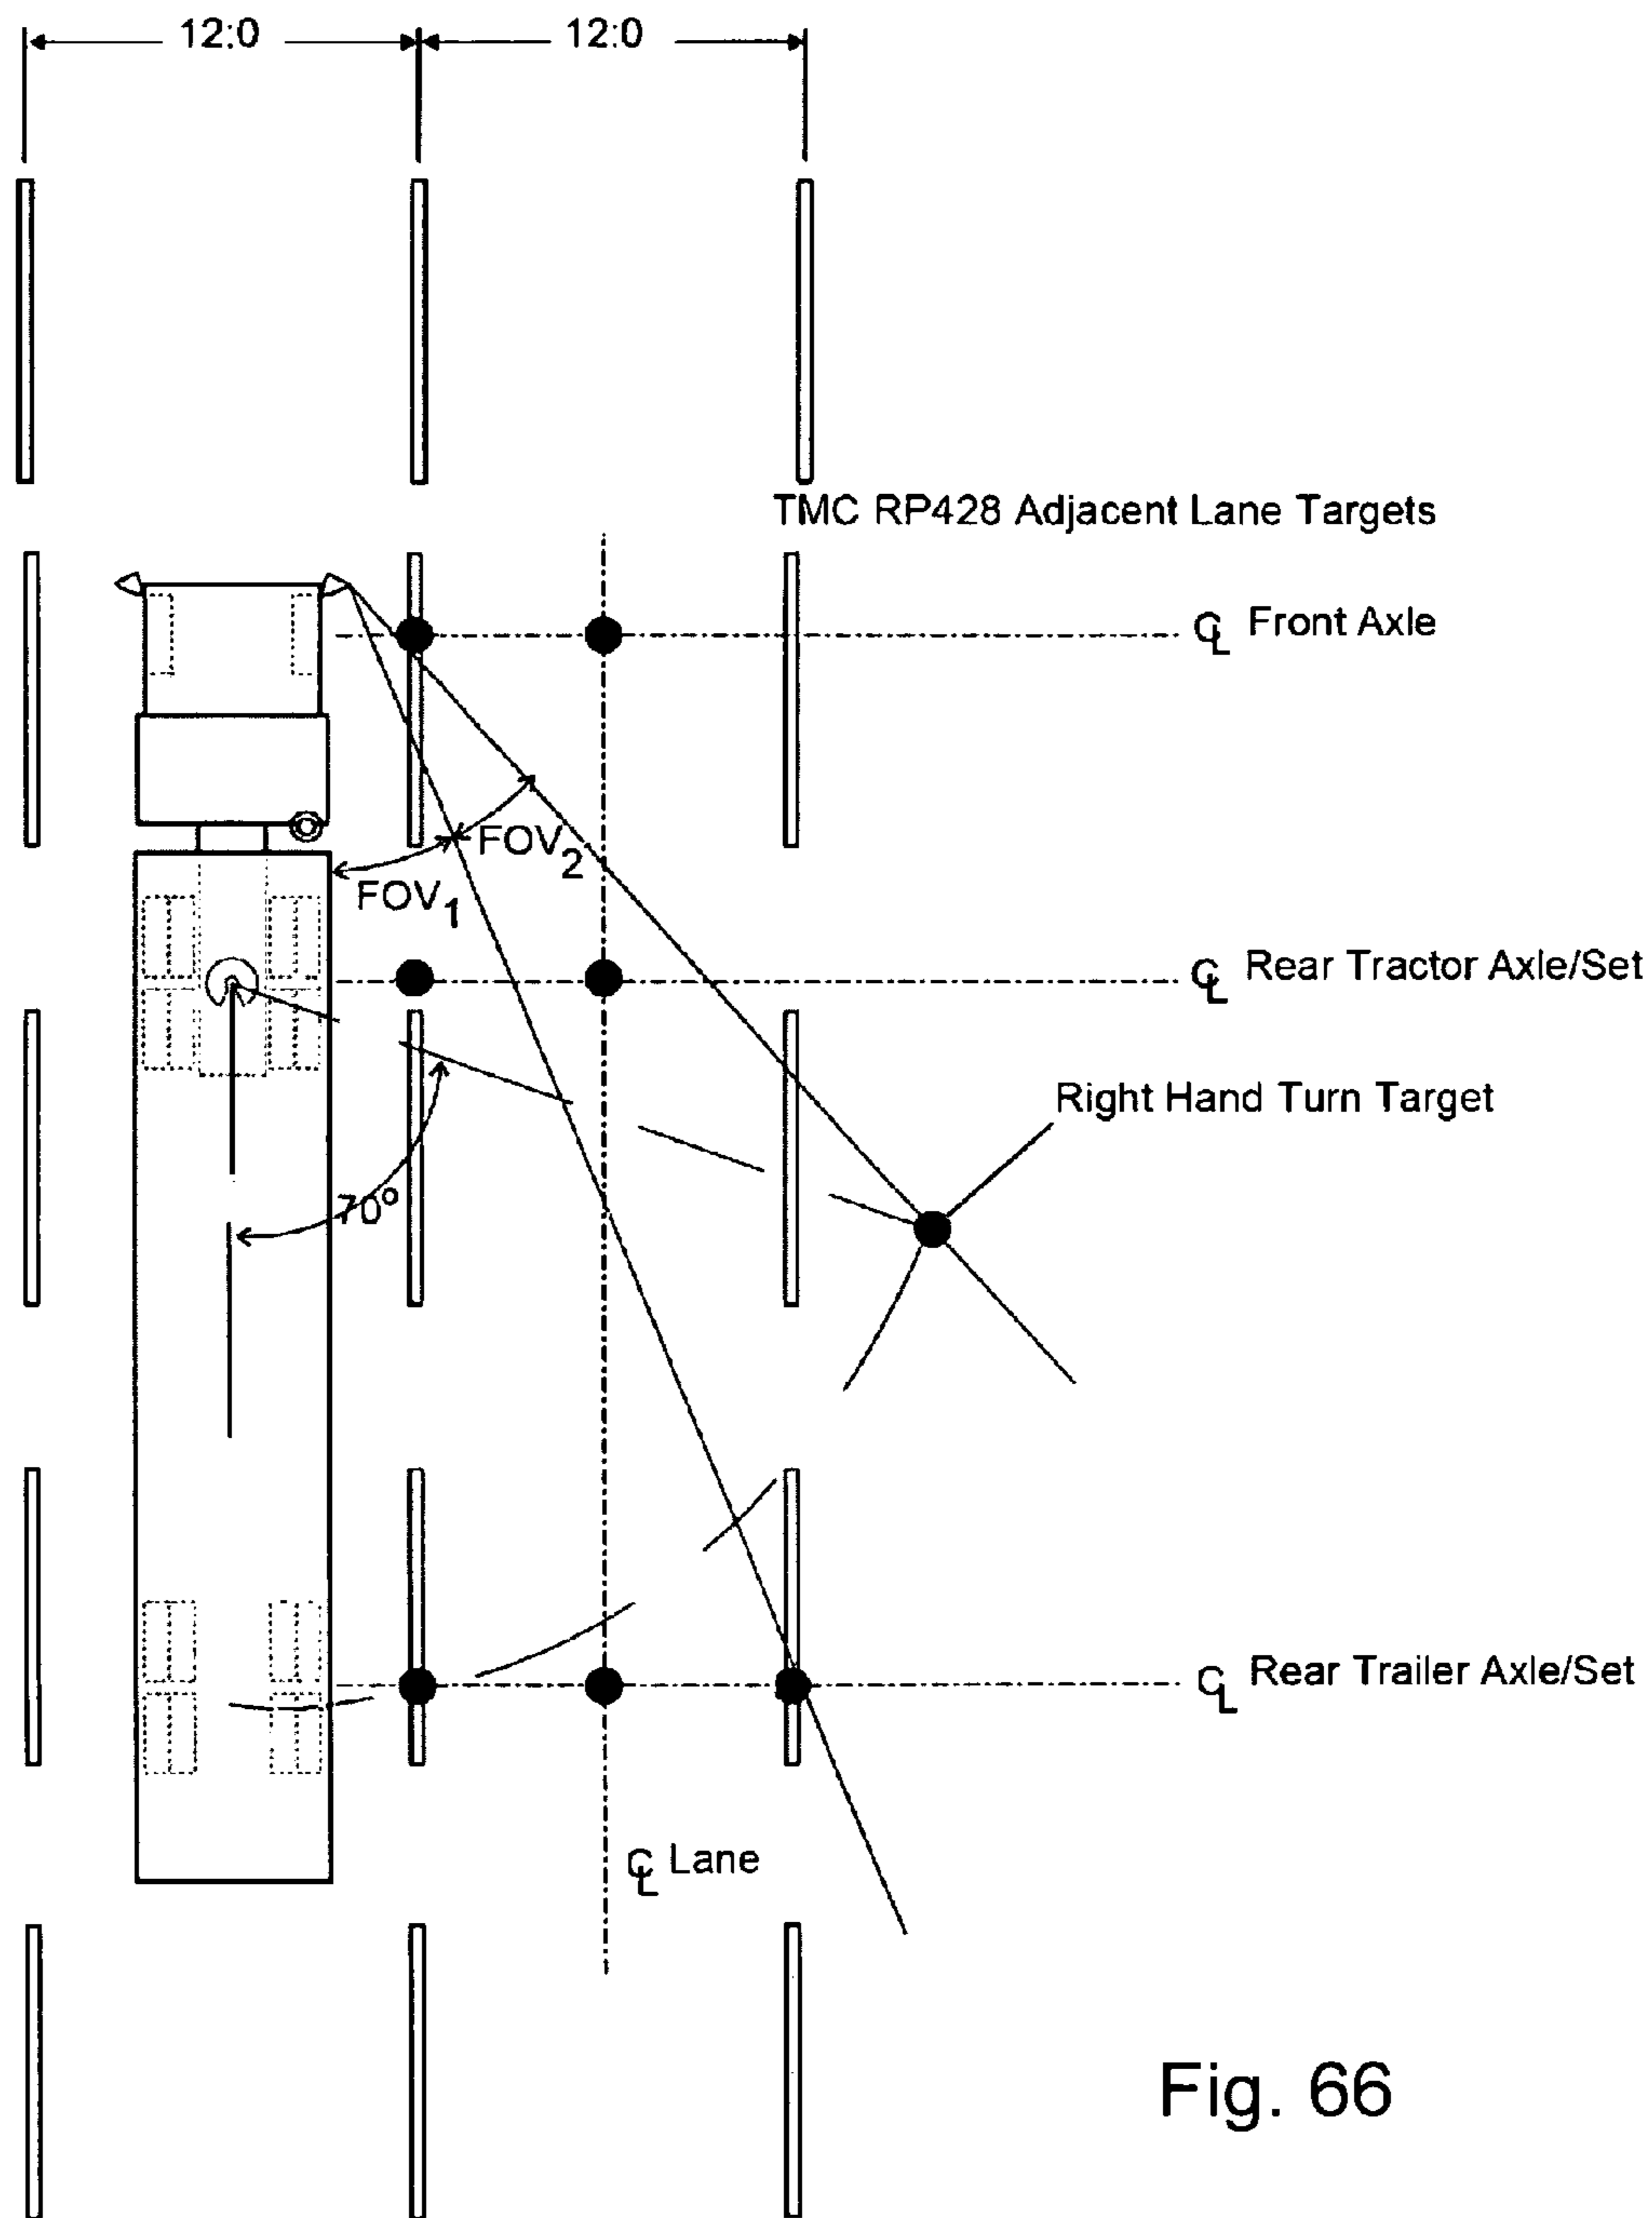 12:0 12:0
TMC RP428 Adjacent Lane Targets
℄ Front Axle
FOV2
FOV1
℄ Rear Tractor Axle/Set
Right Hand Turn Target
70°
℄ Rear Trailer Axle/Set
℄ Lane
Fig. 66